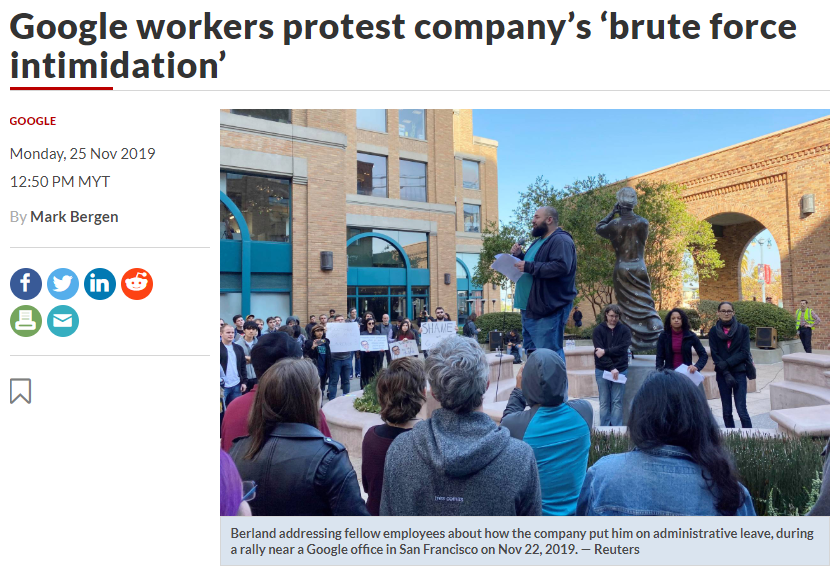 Google workers protest company’s ‘brute force
intimidation’
GOOGLE
Monday, 25 Nov 2019
12:50 PM MYT
By Mark Bergen
SHAME
Berland addressing fellow employees about how the company put him on administrative leave, during
a rally near a Google office in San Francisco on Nov 22, 2019. — Reuters